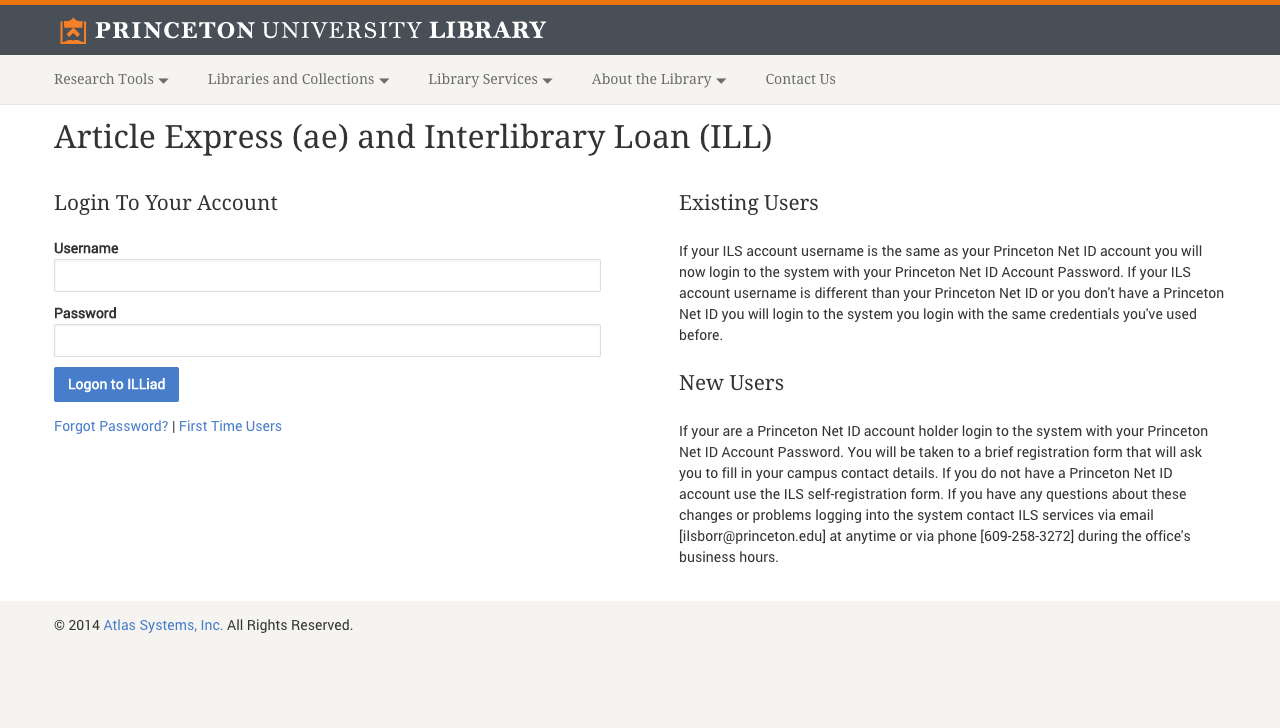 PRINCETON UNIVERSITY LIBRARY
Research Tools Libraries and Collections Library Services About the Library Contact Us
Article Express (ae) and Interlibrary Loan (ILL)
Login To Your Account
Username
Password
Logon to ILLiad
Forgot Password? | First Time Users
Existing Users
If your ILS account username is the same as your Princeton Net ID account you will
now login to the system with your Princeton Net ID Account Password. If your ILS
account username is different than your Princeton Net ID or you don't have a Princeton
Net ID you will login to the system you login with the same credentials you've used
before.
New Users
If your are a Princeton Net ID account holder login to the system with your Princeton
Net ID Account Password. You will be taken to a brief registration form that will ask
you to fill in your campus contact details. If you do not have a Princeton Net ID
account use the ILS self-registration form. If you have any questions about these
changes or problems logging into the system contact ILS services via email
[ilsborr@princeton.edu] at anytime or via phone [609-258-3272] during the office's
business hours.
© 2014 Atlas Systems, Inc. All Rights Reserved.